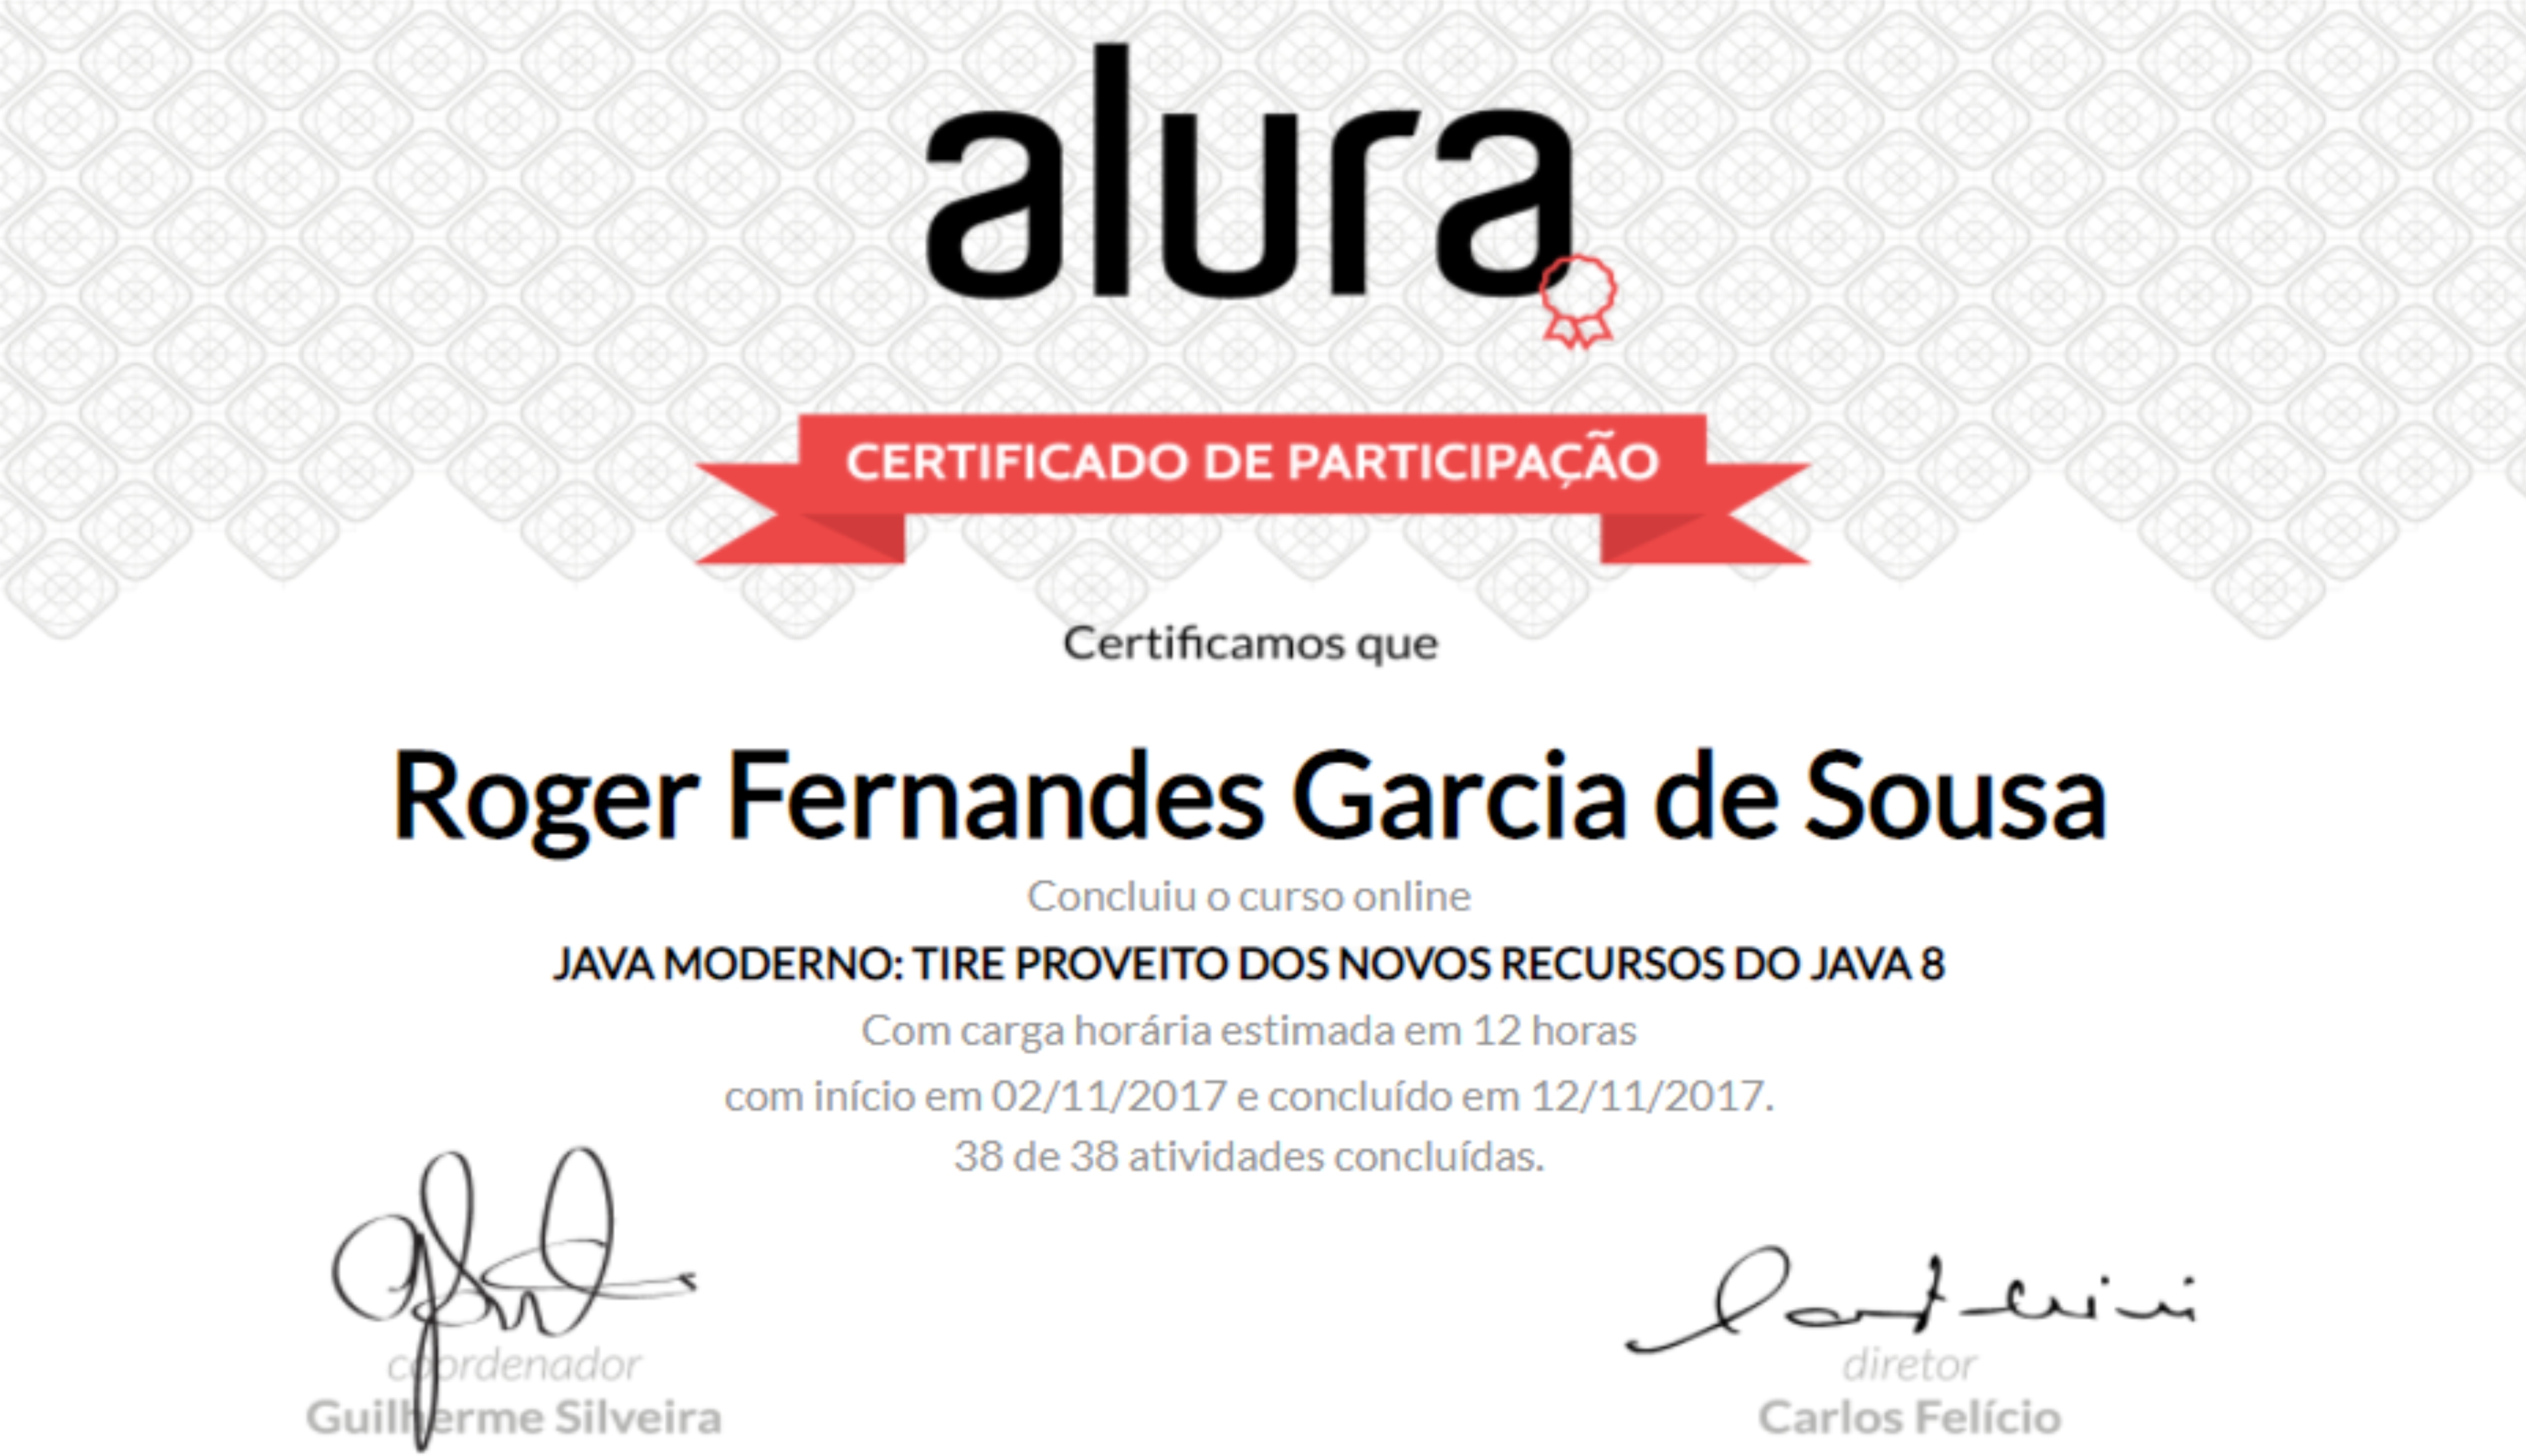 alura
CERTIFICADO DE PARTICIPAÇÃO
Certificamos que
Roger Fernandes Garcia de Sousa
Concluiu o curso online
JAVA MODERNO: TIRE PROVEITO DOS NOVOS RECURSOS DO JAVA 8
Com carga horária estimada em 12 horas
com início em 02/11/2017 e concluído em 12/11/2017.
38 de 38 atividades concluídas.
coordenador
Guilherme Silveira
diretor
Carlos Felício